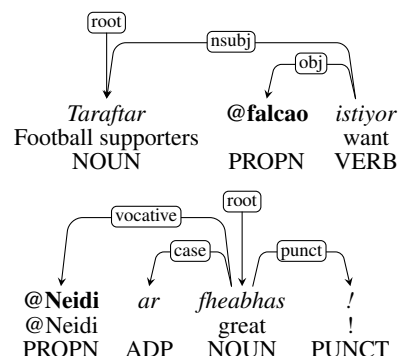 root
nsubj
obj
Taraftar @falcao istiyor
Football supporters want
NOUN PROPN VERB
root
vocative
case punct
@Neidi ar fheabhas !
@Neidi great !
PROPN ADP NOUN PUNCT